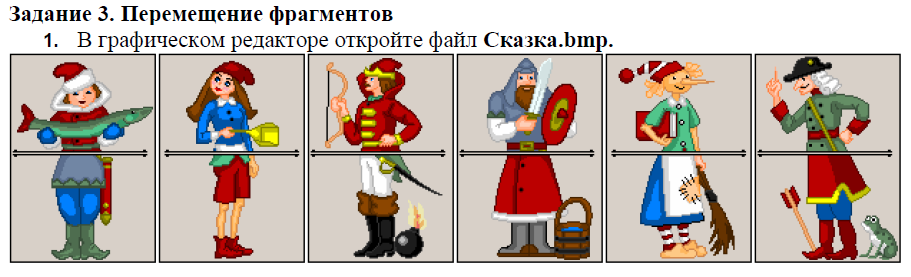 Задание 3. Перемещение фрагментов
1. В графическом редакторе откройте файл Сказка.bmp.